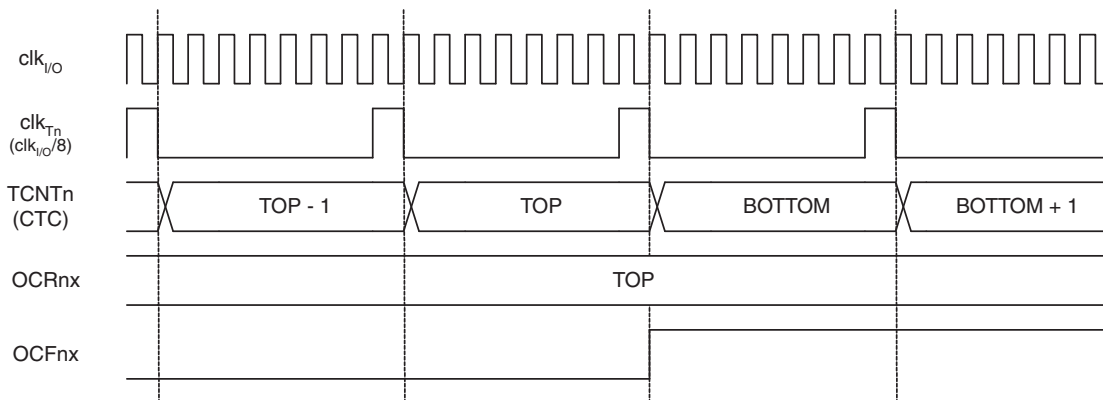 clkI/O
clkTn
(clkI/O/8)
TCNTn
(CTC)
TOP - 1
TOP
BOTTOM
BOTTOM + 1
OCRnx
TOP
OCFnx